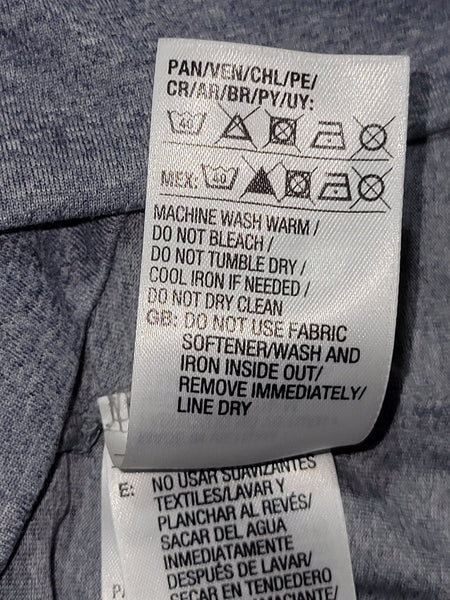 PAN/VEN/CHL/PE/
CR/AR/BR/PY/UY:
40
MEX: 40
MACHINE WASH WARM /
DO NOT BLEACH /
DO NOT TUMBLE DRY /
COOL IRON IF NEEDED /
DO NOT DRY CLEAN
GB: DO NOT USE FABRIC
SOFTENER/WASH AND
IRON INSIDE OUT/
REMOVE IMMEDIATELY/
LINE DRY
E: NO USAR SUAVIZANTES
TEXTILES/LAVAR Y
PLANCHAR AL REVÉS/
SACAR DEL AGUA
INMEDIATAMENTE
DESPUÉS DE LAVAR/
SECAR EN TENDEDERO